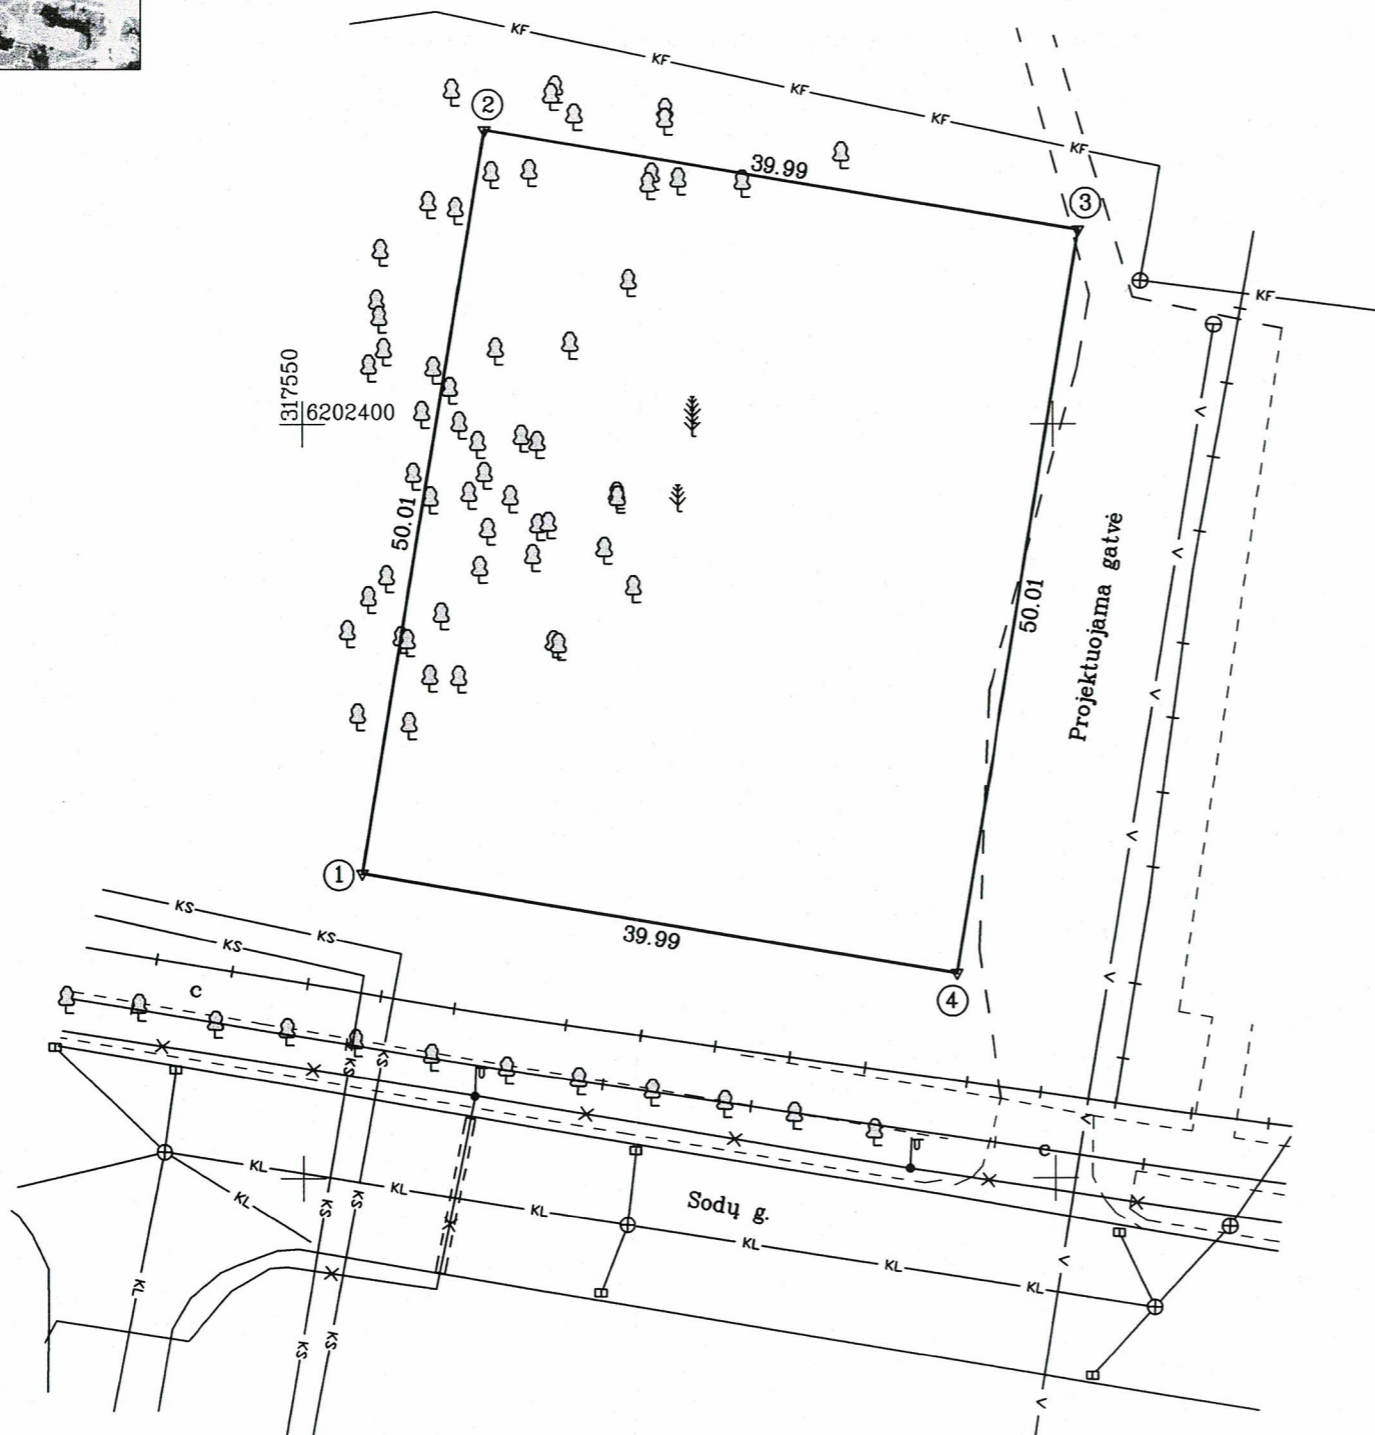 KF
KF
KF
KF
KF
2
39.99
3
KF
317550
6202400
V
50.01
V
Projektuojama gatvė
50.01
V
V
1
KS
KS
39.99
KS
V
4
c
KS
KS
V
c
KL
KL
KS
KS
KL
KL
Sodų g.
KL
V
KL
KL
KL
KS
KS
V